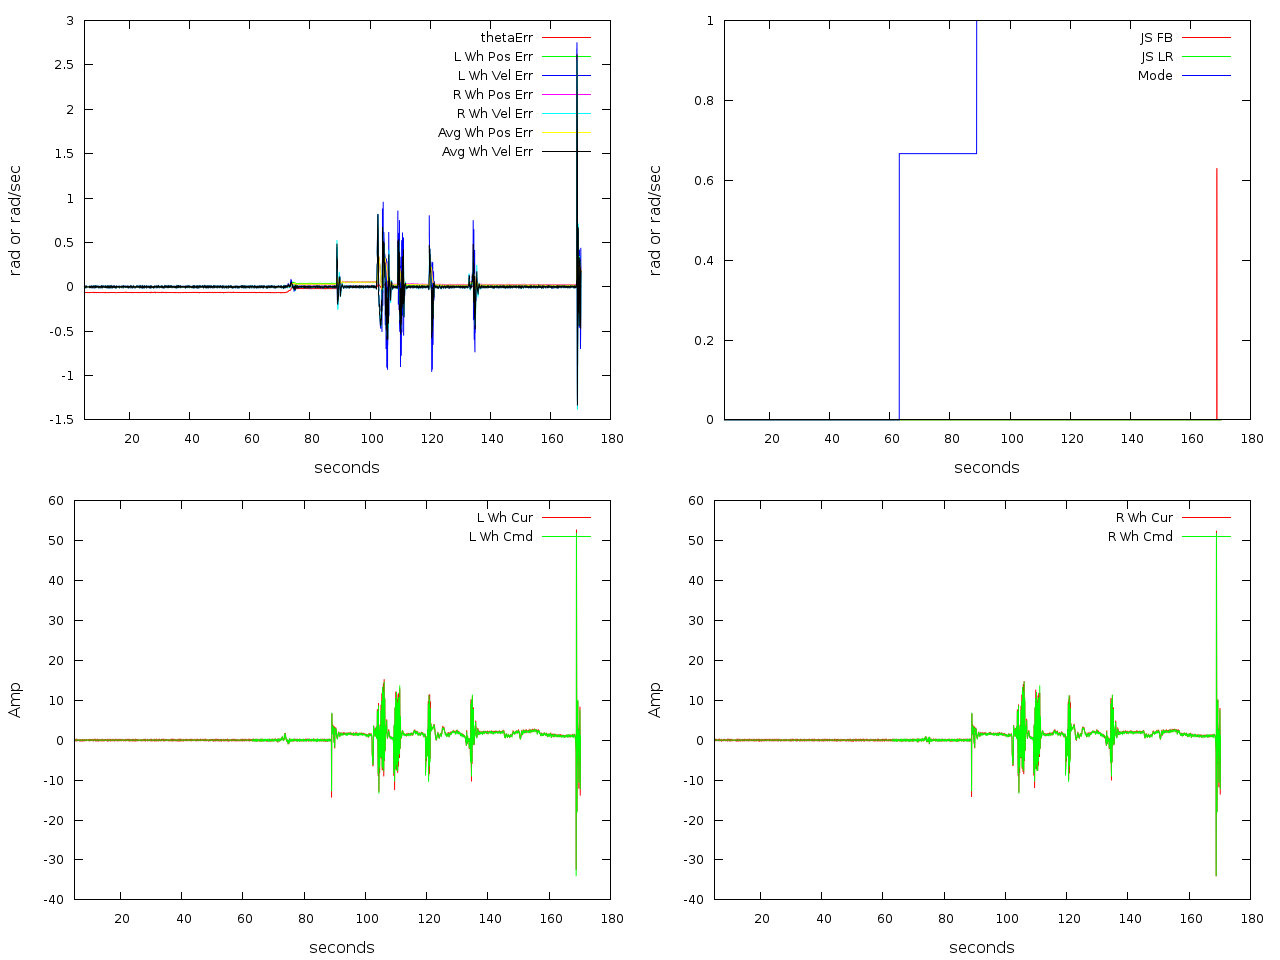 3
2.5
2
1.5
1
0.5
0
-0.5
-1
-1.5
rad or rad/sec
thetaErr
L Wh Pos Err
L Wh Vel Err
R Wh Pos Err
R Wh Vel Err
Avg Wh Pos Err
Avg Wh Vel Err
20 40 60 80 100 120 140 160 180
seconds
1
0.8
0.6
0.4
0.2
0
rad or rad/sec
JS FB
JS LR
Mode
20 40 60 80 100 120 140 160 180
seconds
60
50
40
30
20
10
0
-10
-20
-30
-40
Amp
L Wh Cur
L Wh Cmd
20 40 60 80 100 120 140 160 180
seconds
60
50
40
30
20
10
0
-10
-20
-30
-40
Amp
R Wh Cur
R Wh Cmd
20 40 60 80 100 120 140 160 180
seconds